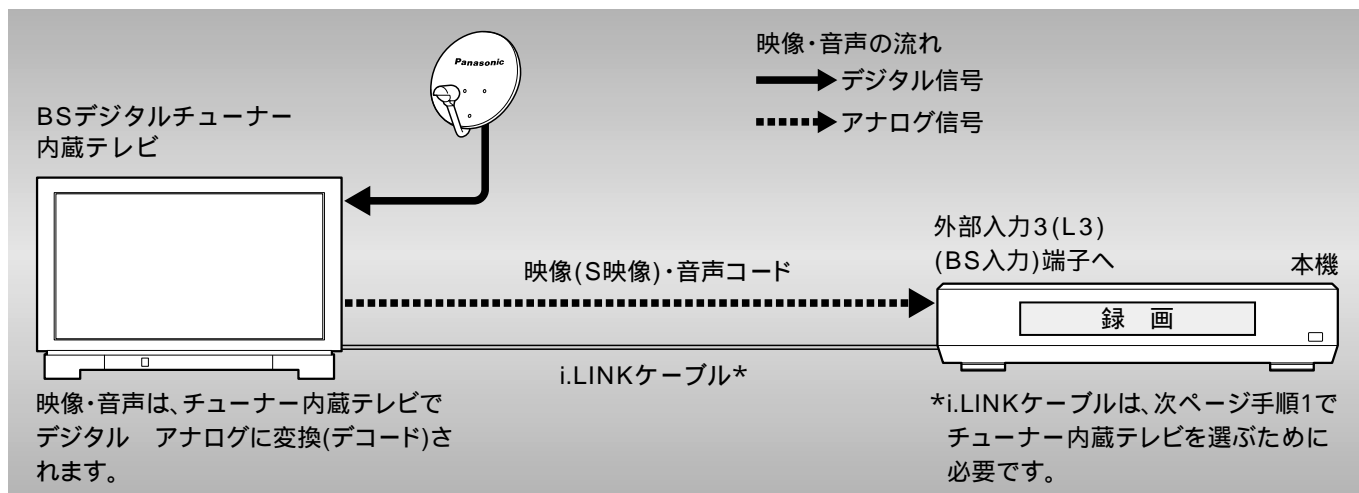 Panasonic
映像・音声の流れ
デジタル信号
アナログ信号
BSデジタルチューナー
内蔵テレビ
外部入力3(L3)
(BS入力)端子へ
本機
映像(S映像)・音声コード
録 画
i.LINKケーブル*
映像・音声は、チューナー内蔵テレビで
デジタル　アナログに変換(デコード)さ
れます。
*i.LINKケーブルは、次ページ手順1で
チューナー内蔵テレビを選ぶために
必要です。